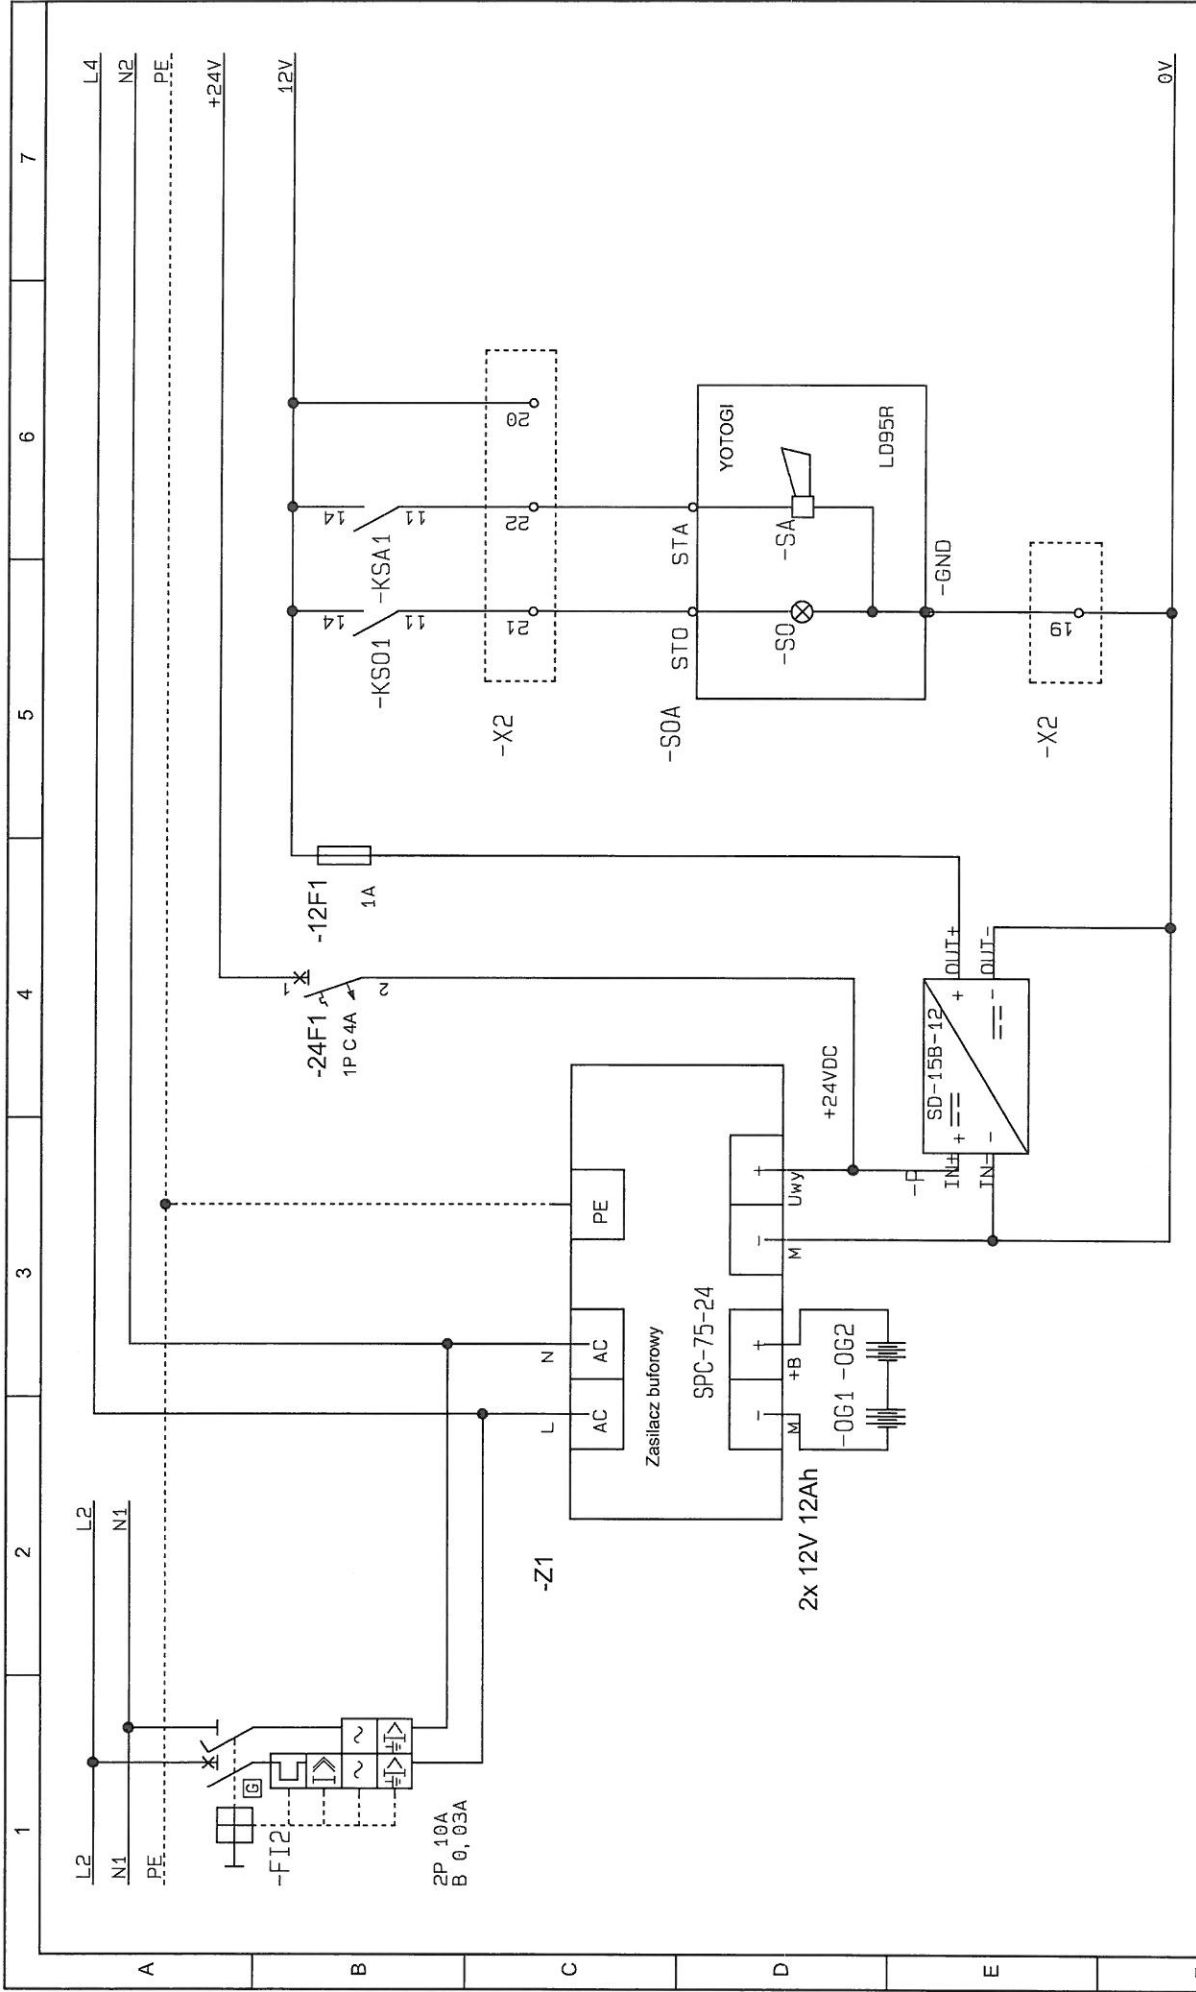 1
2
3
4
5
6
7
A
B
C
D
E
L2
N1
PE
L2
N1
L4
N2
PE
+24V
12V
0V
-FI2
G
2P 10A
B 0,03A
-Z1
L
N
AC
AC
PE
Zasilacz buforowy
SPC-75-24
-
+
-
+
M
+B
M
Uwy
2x 12V 12Ah
-OG1
-OG2
+24VDC
-24F1
1P C 4A
1
2
-12F1
1A
-P
IN+
IN-
+
-
SD-15B-12
+
-
OUT+
OUT-
-KSO1
14
11
-KSA1
14
11
-X2
21
22
20
-SOA
STO
STA
YOTOGI
LD95R
-SO
-SA
-GND
-X2
19